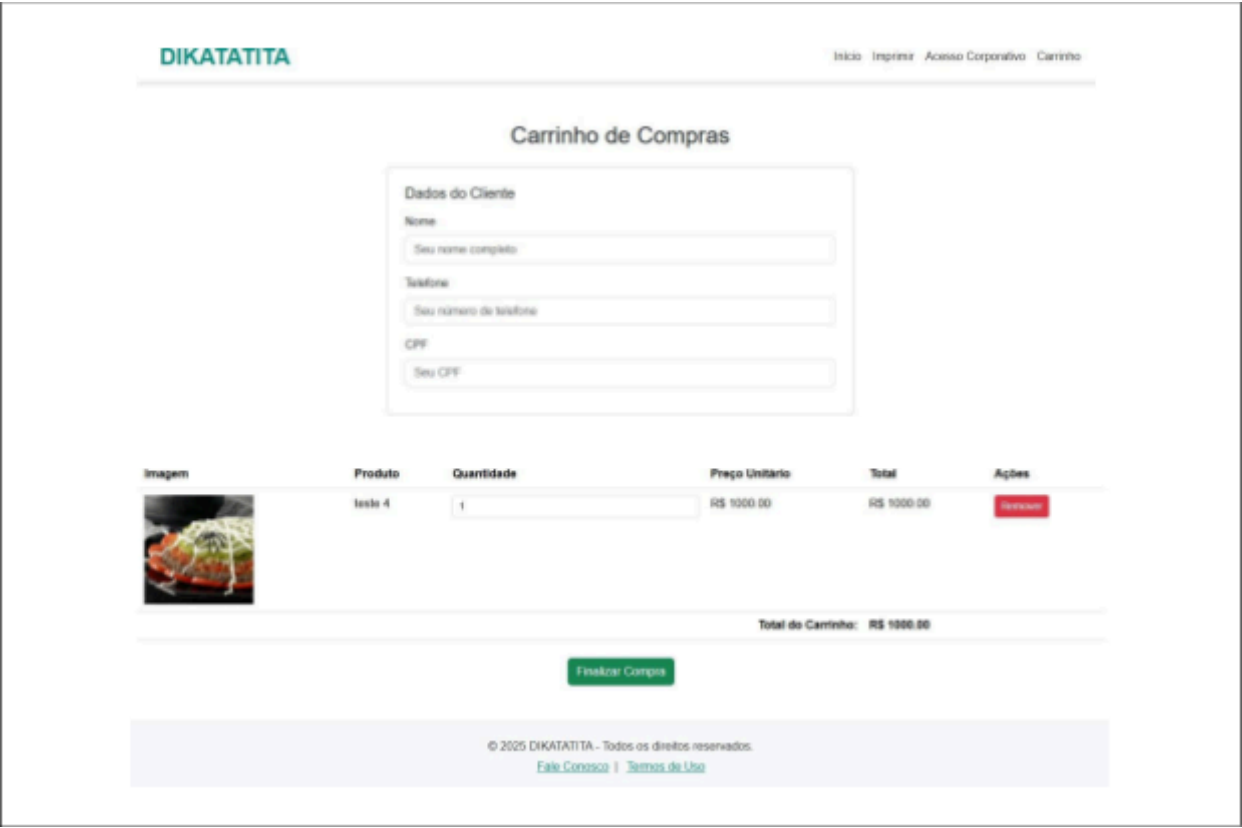 DIKATATITA
Início Imprimir Acesso Corporativo Carrinho
Carrinho de Compras
Dados do Cliente
Nome
Seu nome completo
Telefone
Seu número de telefone
CPF
Seu CPF
Imagem Produto Quantidade Preço Unitário Total Ações
teste 4 1 R$ 1000.00 R$ 1000.00 Remover
Total do Carrinho: R$ 1000.00
Finalizar Compra
© 2025 DIKATATITA - Todos os direitos reservados.
Fale Conosco | Termos de Uso